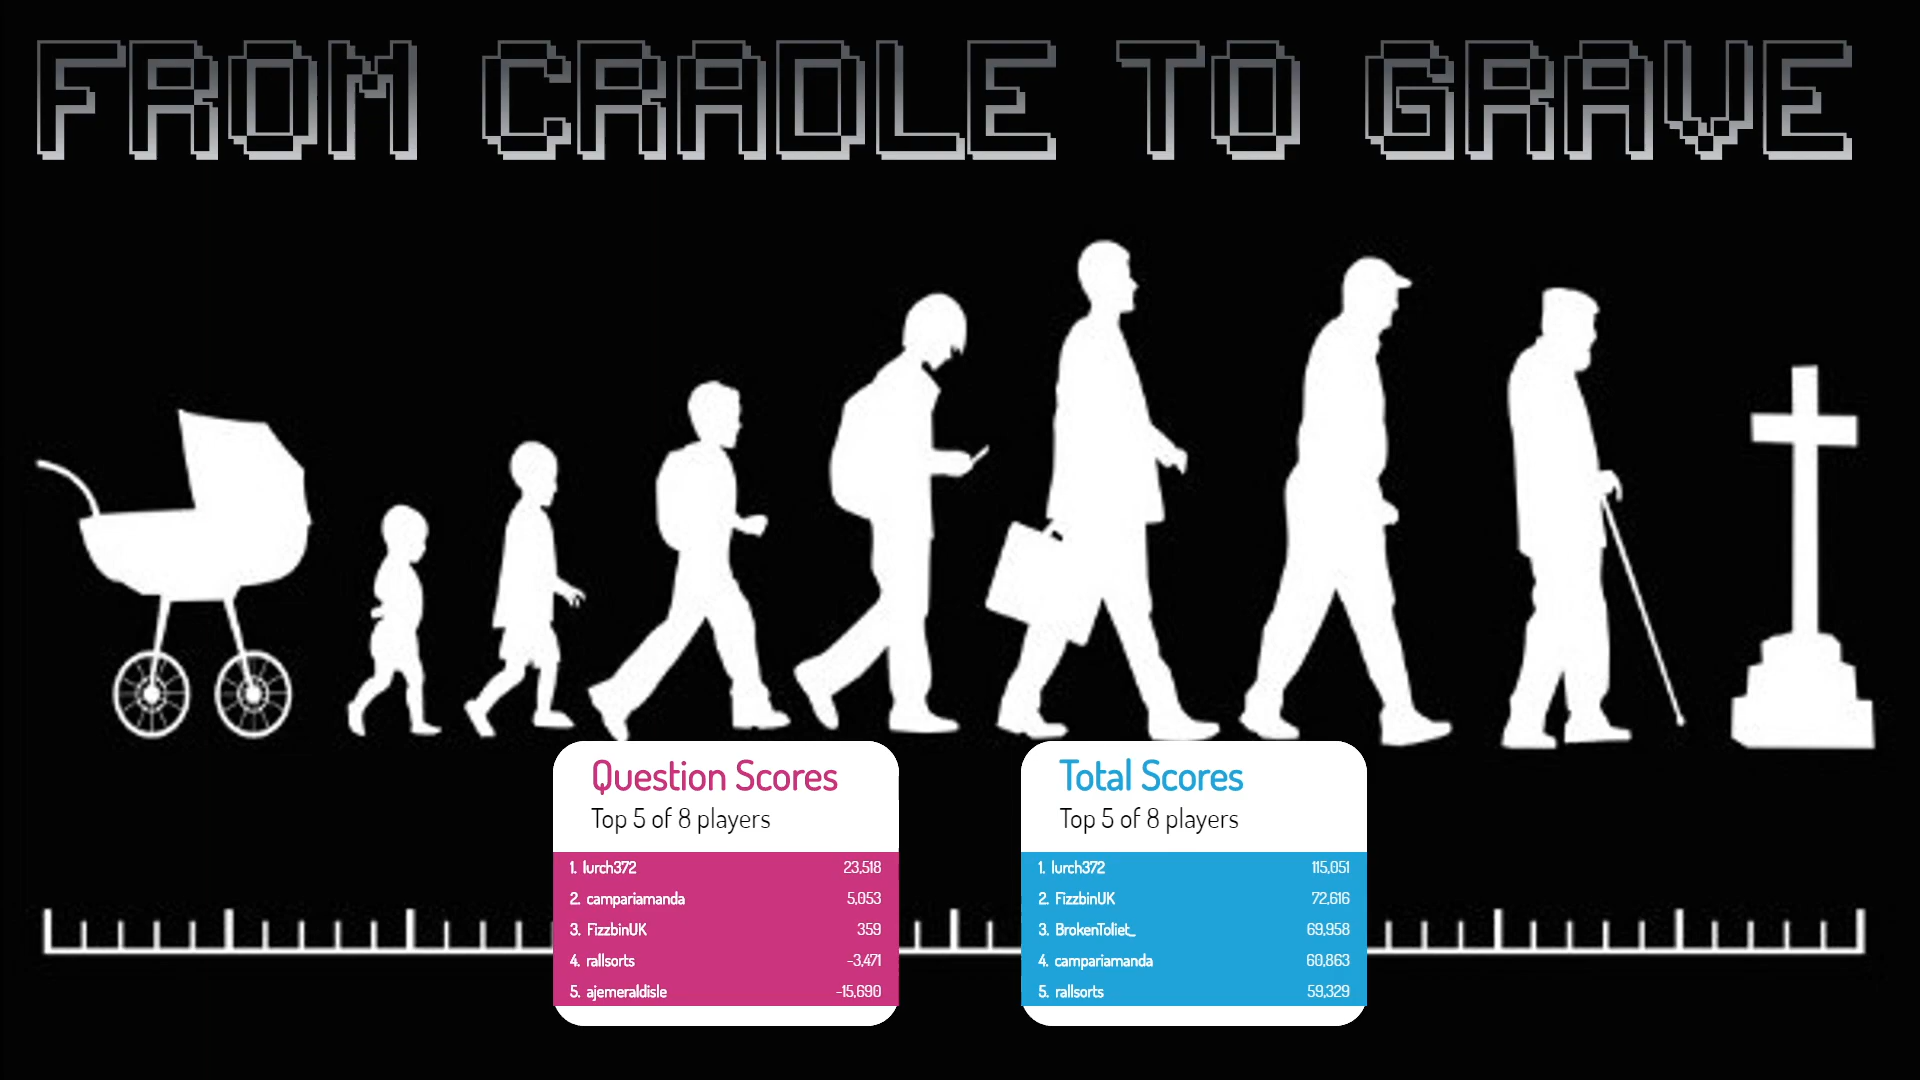 FROM CRADLE TO GRAVE
Question Scores
Top 5 of 8 players
1. lurch372 23,518
2. campariamanda 5,053
3. FizzbinUK 359
4. rallsorts -3,471
5. ajemeraldisle -15,690
Total Scores
Top 5 of 8 players
1. lurch372 115,051
2. FizzbinUK 72,616
3. BrokenToliet_ 69,958
4. campariamanda 60,863
5. rallsorts 59,329